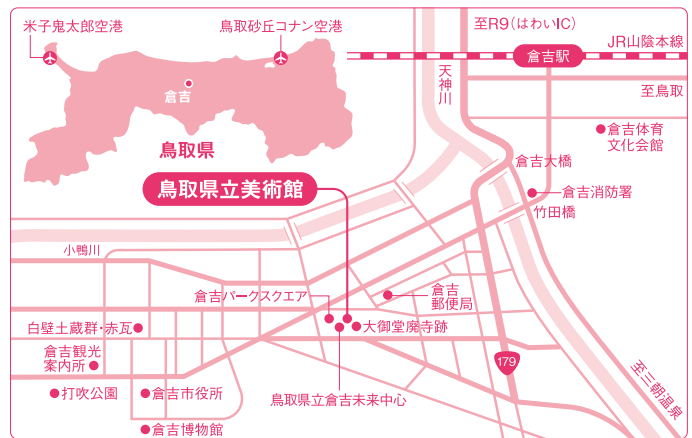 米子鬼太郎空港
鳥取砂丘コナン空港
倉吉
鳥取県
鳥取県立美術館
至R9(はわいIC)
JR山陰本線
倉吉駅
天神川
至鳥取
倉吉体育
文化会館
倉吉大橋
倉吉消防署
竹田橋
小鴨川
倉吉パークスクエア
倉吉
郵便局
白壁土蔵群・赤瓦
大御堂廃寺跡
倉吉観光
案内所
179
打吹公園
倉吉市役所
鳥取県立倉吉未来中心
至三朝温泉
倉吉博物館